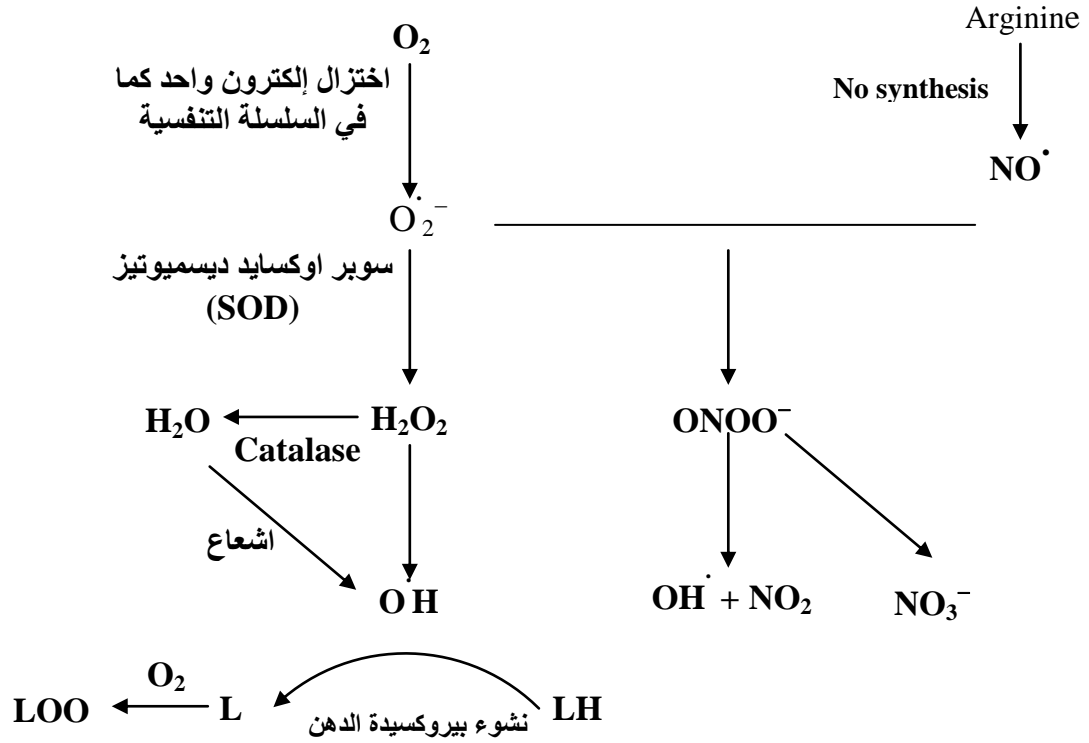 O₂
Arginine
اختزال إلكترون واحد كما
في السلسلة التنفسية
No synthesis
NO˙
O˙₂⁻
سوبر اوكسايد ديسميوتيز
(SOD)
H₂O
H₂O₂
Catalase
ONOO⁻
اشعاع
O˙H
OH˙ + NO₂
NO₃⁻
O₂
LOO
L
LH
نشوء بيروكسيدة الدهن